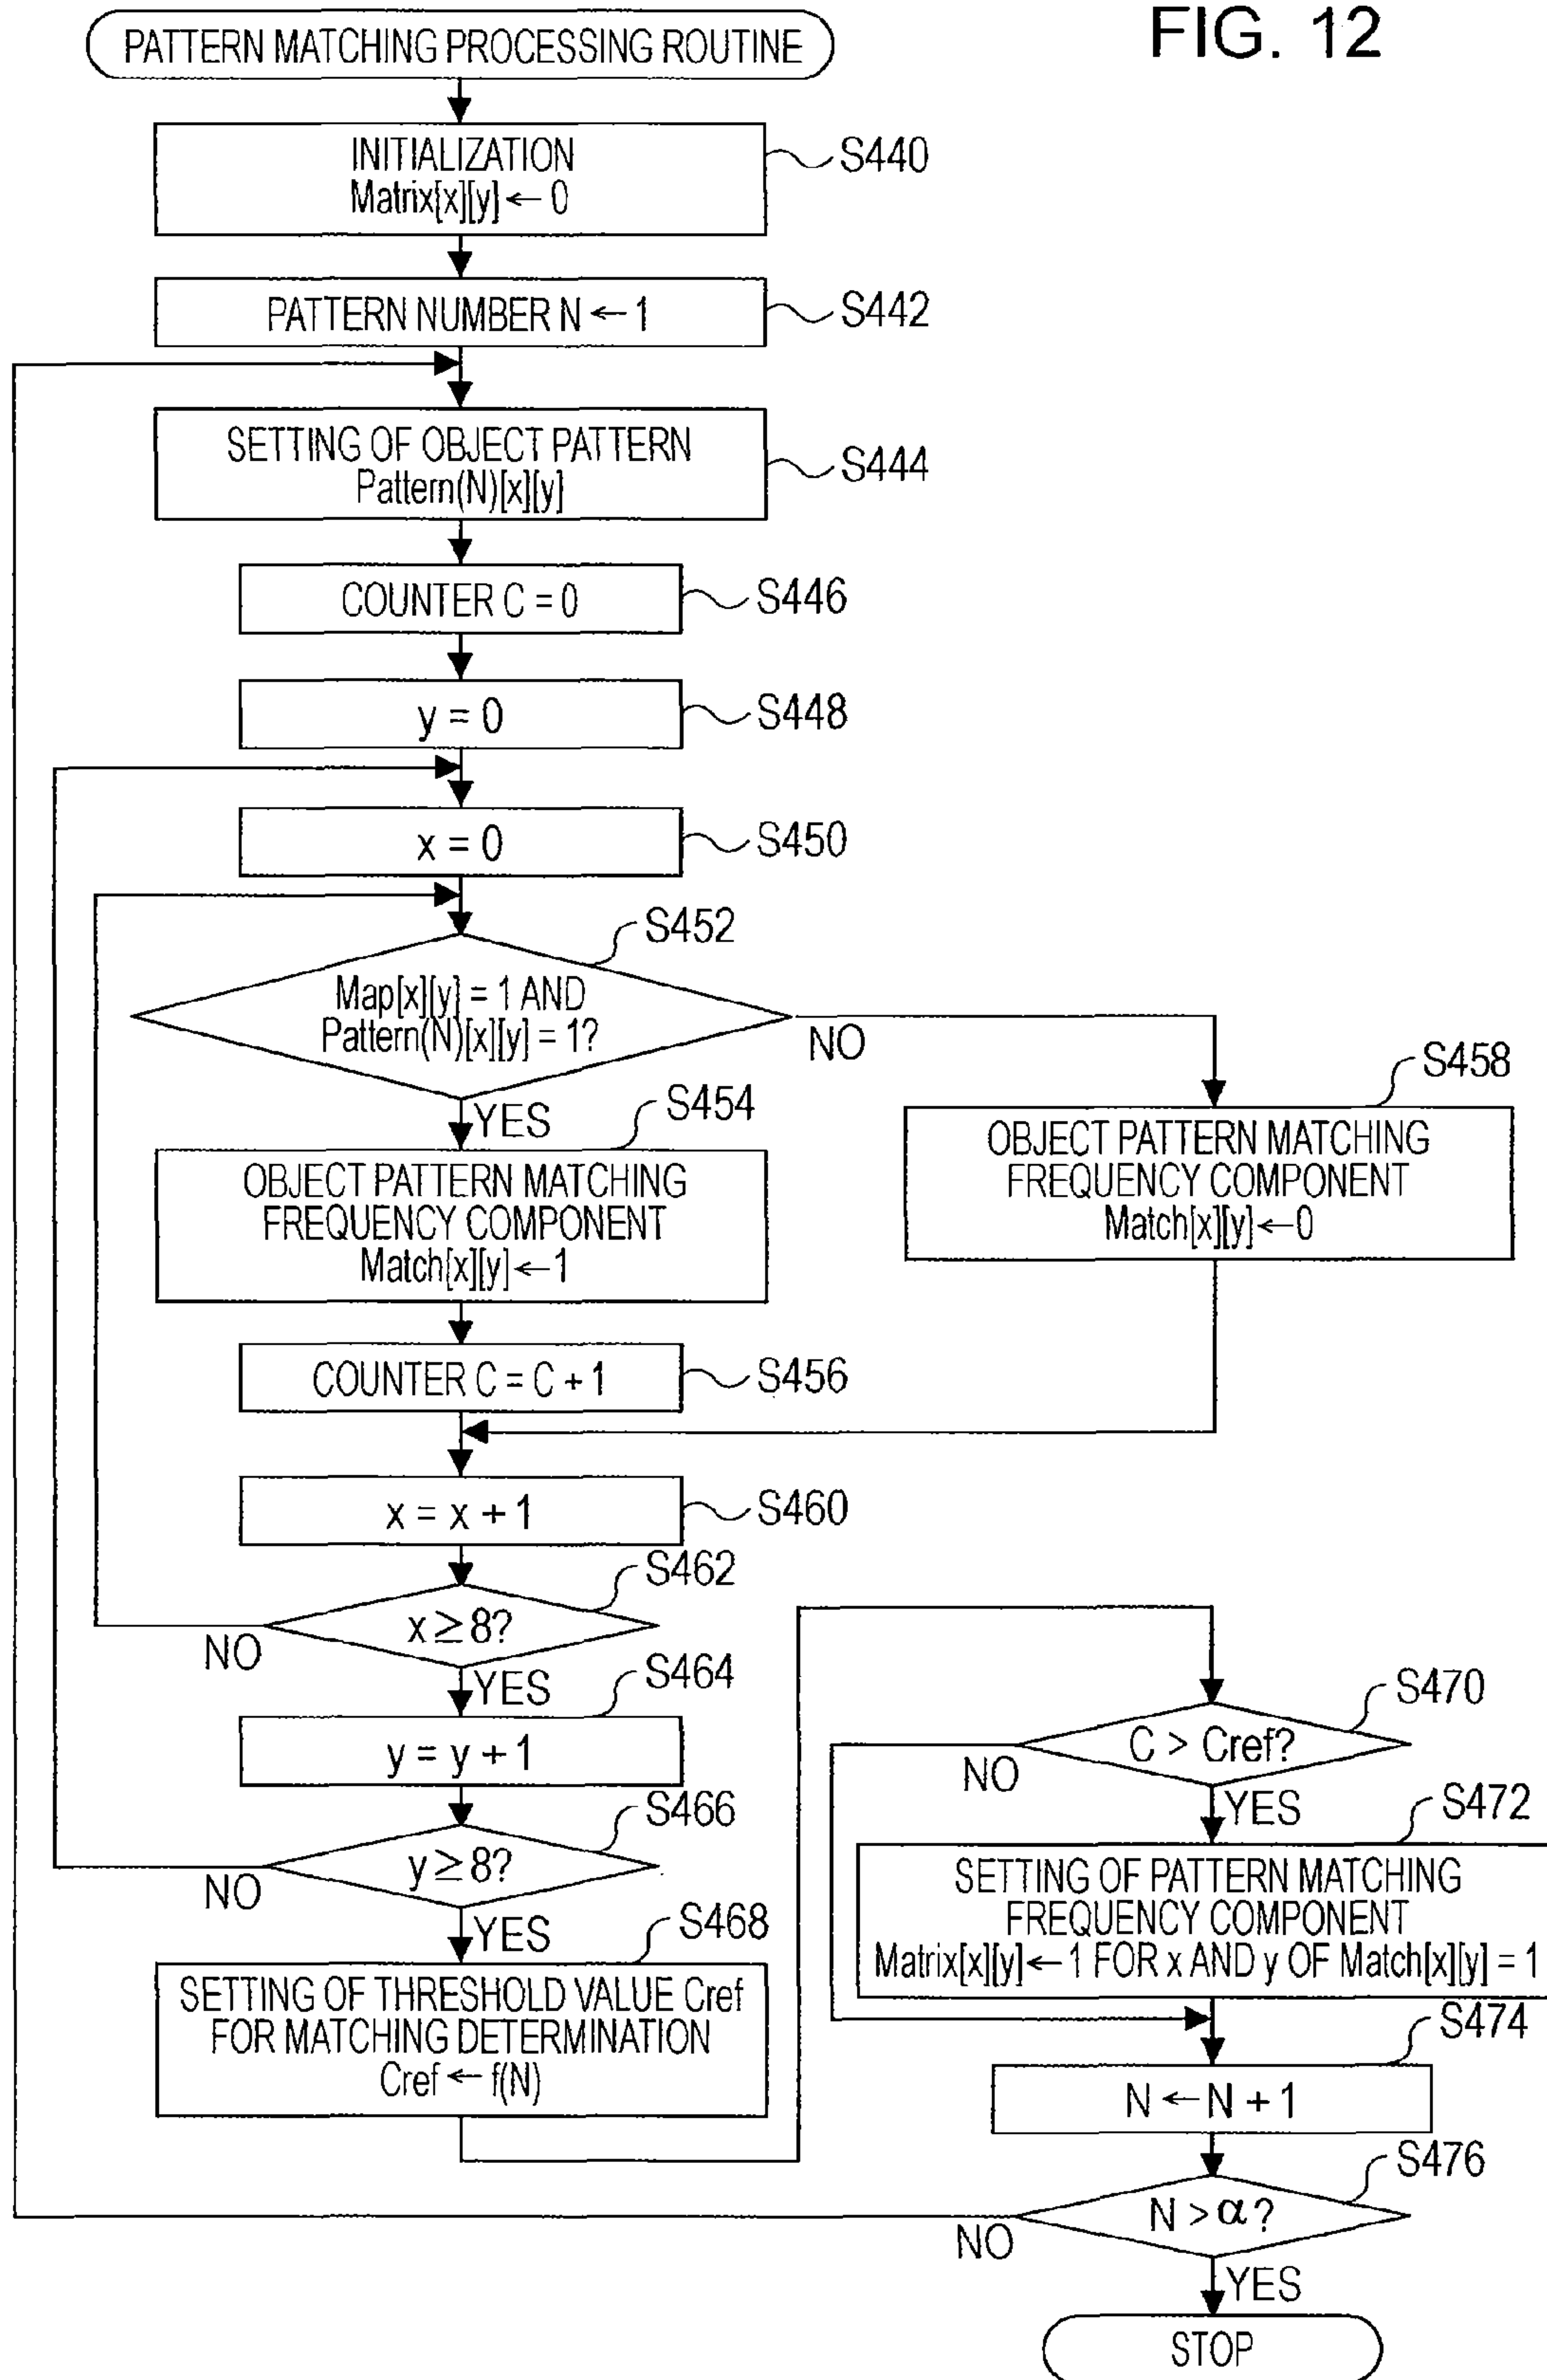 FIG. 12
PATTERN MATCHING PROCESSING ROUTINE
INITIALIZATION
Matrix[x][y] ← 0
S440
PATTERN NUMBER N ← 1
S442
SETTING OF OBJECT PATTERN
Pattern(N)[x][y]
S444
COUNTER C = 0
S446
y = 0
S448
x = 0
S450
S452
Map[x][y] = 1 AND
Pattern(N)[x][y] = 1?
NO
YES
S454
OBJECT PATTERN MATCHING
FREQUENCY COMPONENT
Match[x][y] ← 1
S458
OBJECT PATTERN MATCHING
FREQUENCY COMPONENT
Match[x][y] ← 0
COUNTER C = C + 1
S456
x = x + 1
S460
S462
x ≥ 8?
NO
YES
S464
y = y + 1
S466
y ≥ 8?
NO
YES
S468
SETTING OF THRESHOLD VALUE Cref
FOR MATCHING DETERMINATION
Cref ← f(N)
S470
C > Cref?
NO
YES
S472
SETTING OF PATTERN MATCHING
FREQUENCY COMPONENT
Matrix[x][y] ← 1 FOR x AND y OF Match[x][y] = 1
S474
N ← N + 1
S476
N > α ?
NO
YES
STOP